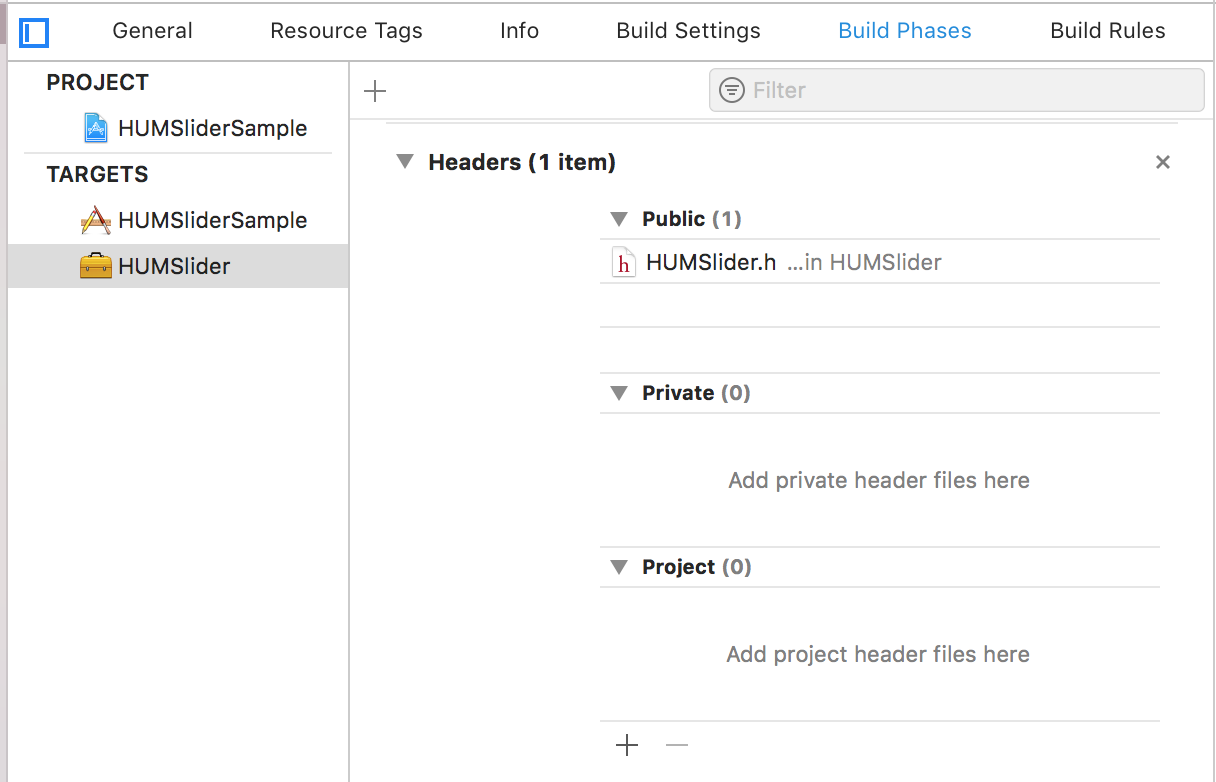 General Resource Tags Info Build Settings Build Phases Build Rules
PROJECT
HUMSliderSample
TARGETS
HUMSliderSample
HUMSlider
Filter
Headers (1 item)
Public (1)
h HUMSlider.h ...in HUMSlider
Private (0)
Add private header files here
Project (0)
Add project header files here